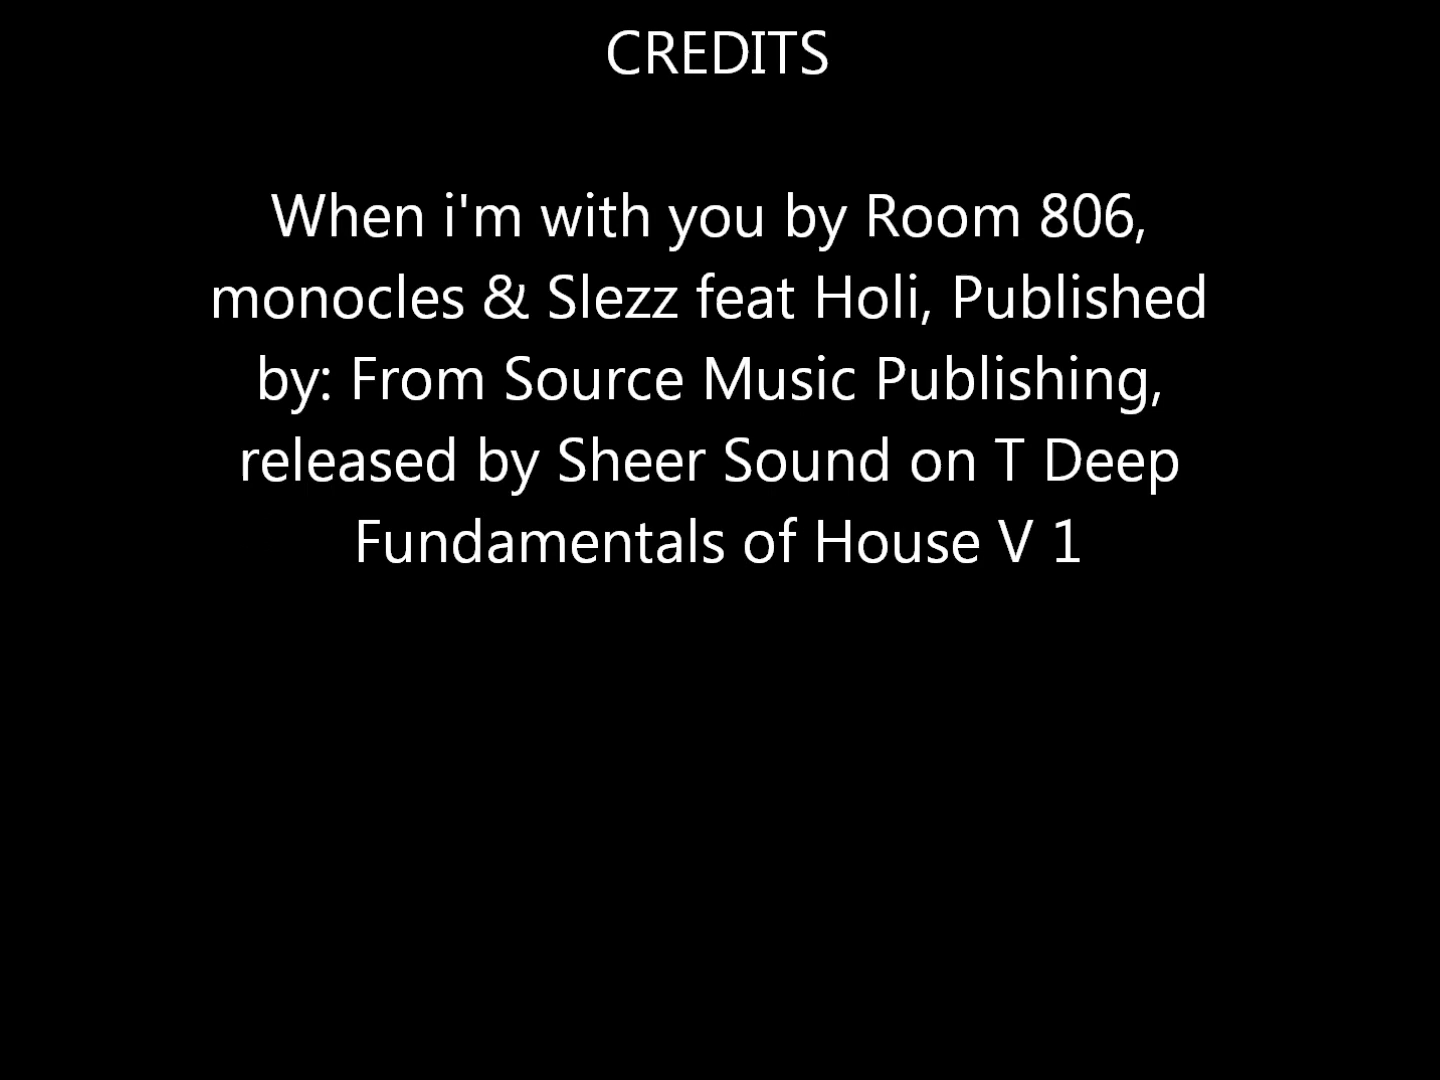 CREDITS
When i'm with you by Room 806,
monocles & Slezz feat Holi, Published
by: From Source Music Publishing,
released by Sheer Sound on T Deep
Fundamentals of House V 1